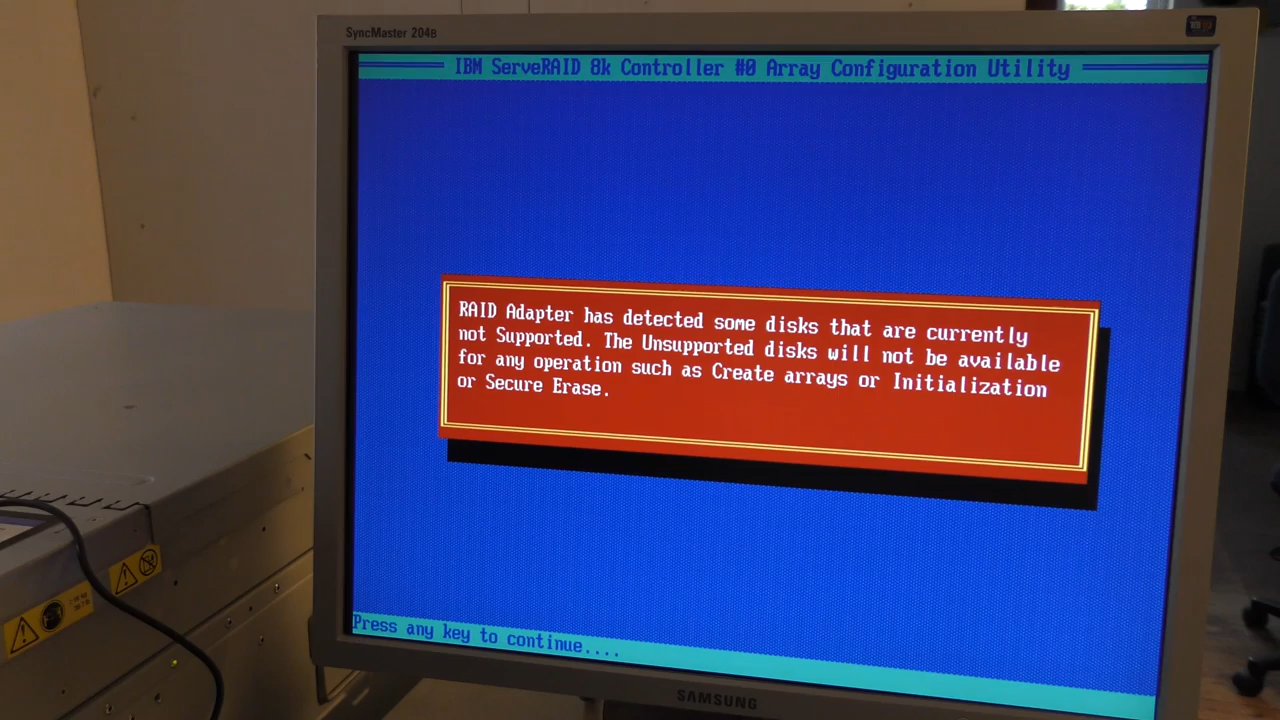 SyncMaster 204B
IBM ServeRAID 8k Controller #0 Array Configuration Utility
RAID Adapter has detected some disks that are currently
not Supported. The Unsupported disks will not be available
for any operation such as Create arrays or Initialization
or Secure Erase.
Press any key to continue....
SAMSUNG